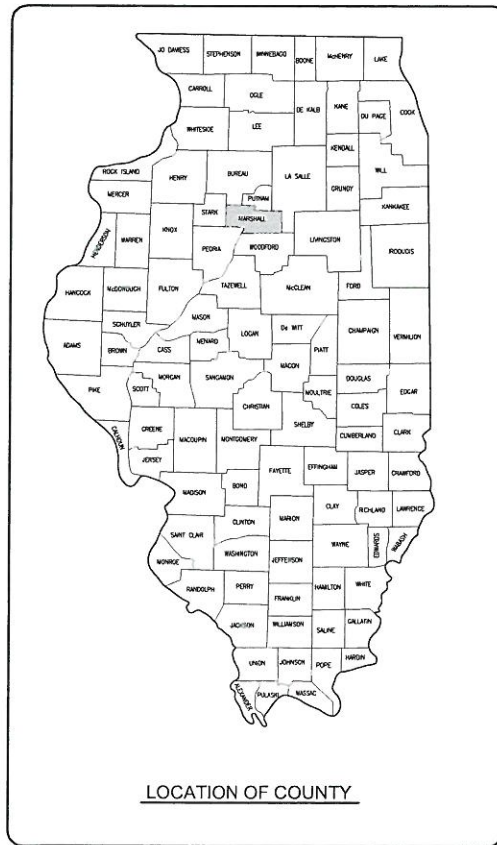 JO DAVIESS STEPHENSON WINNEBAGO BOONE McHENRY LAKE
CARROLL OGLE DE KALB KANE COOK
DU PAGE
WHITESIDE LEE
KENDALL
ROCK ISLAND HENRY BUREAU LA SALLE GRUNDY WILL
MERCER PUTNAM KANKAKEE
STARK MARSHALL
HENDERSON WARREN KNOX PEORIA WOODFORD LIVINGSTON IROQUOIS
HANCOCK McDONOUGH FULTON TAZEWELL McCLEAN FORD
MASON
SCHUYLER LOGAN De WITT CHAMPAIGN VERMILION
ADAMS BROWN CASS MENARD PIATT
MACON
PIKE SCOTT MORGAN SANGAMON DOUGLAS EDGAR
CHRISTIAN MOULTRIE COLE'S
CALHOUN GREENE MACOUPIN MONTGOMERY SHELBY CUMBERLAND CLARK
JERSEY FAYETTE EFFINGHAM JASPER CRAWFORD
MADISON BOND CLAY RICHLAND LAWRENCE
CLINTON MARION
SAINT CLAIR WAYNE EDWARDS WABASH
MONROE WASHINGTON JEFFERSON
RANDOLPH PERRY HAMILTON WHITE
FRANKLIN
JACKSON WILLIAMSON SALINE GALLATIN
UNION JOHNSON POPE HARDIN
ALEXANDER PULASKI MASSAC
LOCATION OF COUNTY